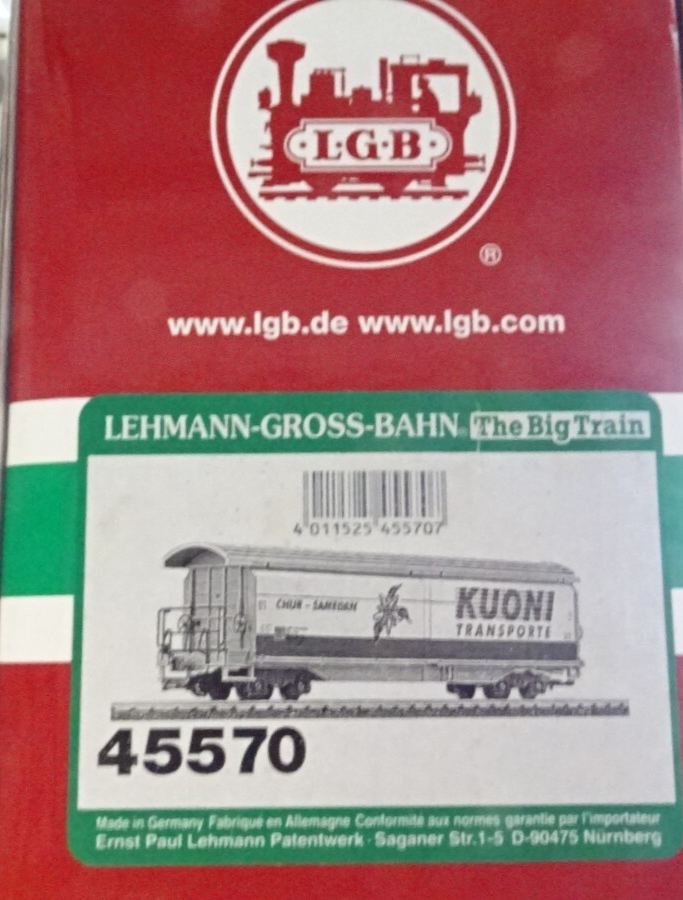 L·G·B
®
www.lgb.de www.lgb.com
LEHMANN-GROSS-BAHN The Big Train
4 011525 455707
CHUR - SAMEDAN
KUONI
TRANSPORTE
45570
Made in Germany Fabriqué en Allemagne Conformité aux normes garantie par l'importateur
Ernst Paul Lehmann Patentwerk · Saganer Str.1-5 D-90475 Nürnberg